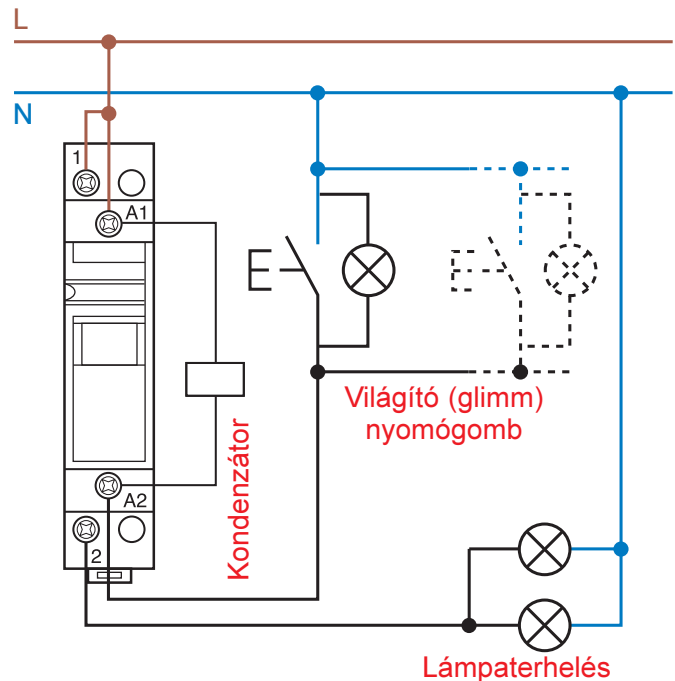 L
N
1
A1
Kondenzátor
Világító (glimm)
nyomógomb
A2
2
Lámpaterhelés